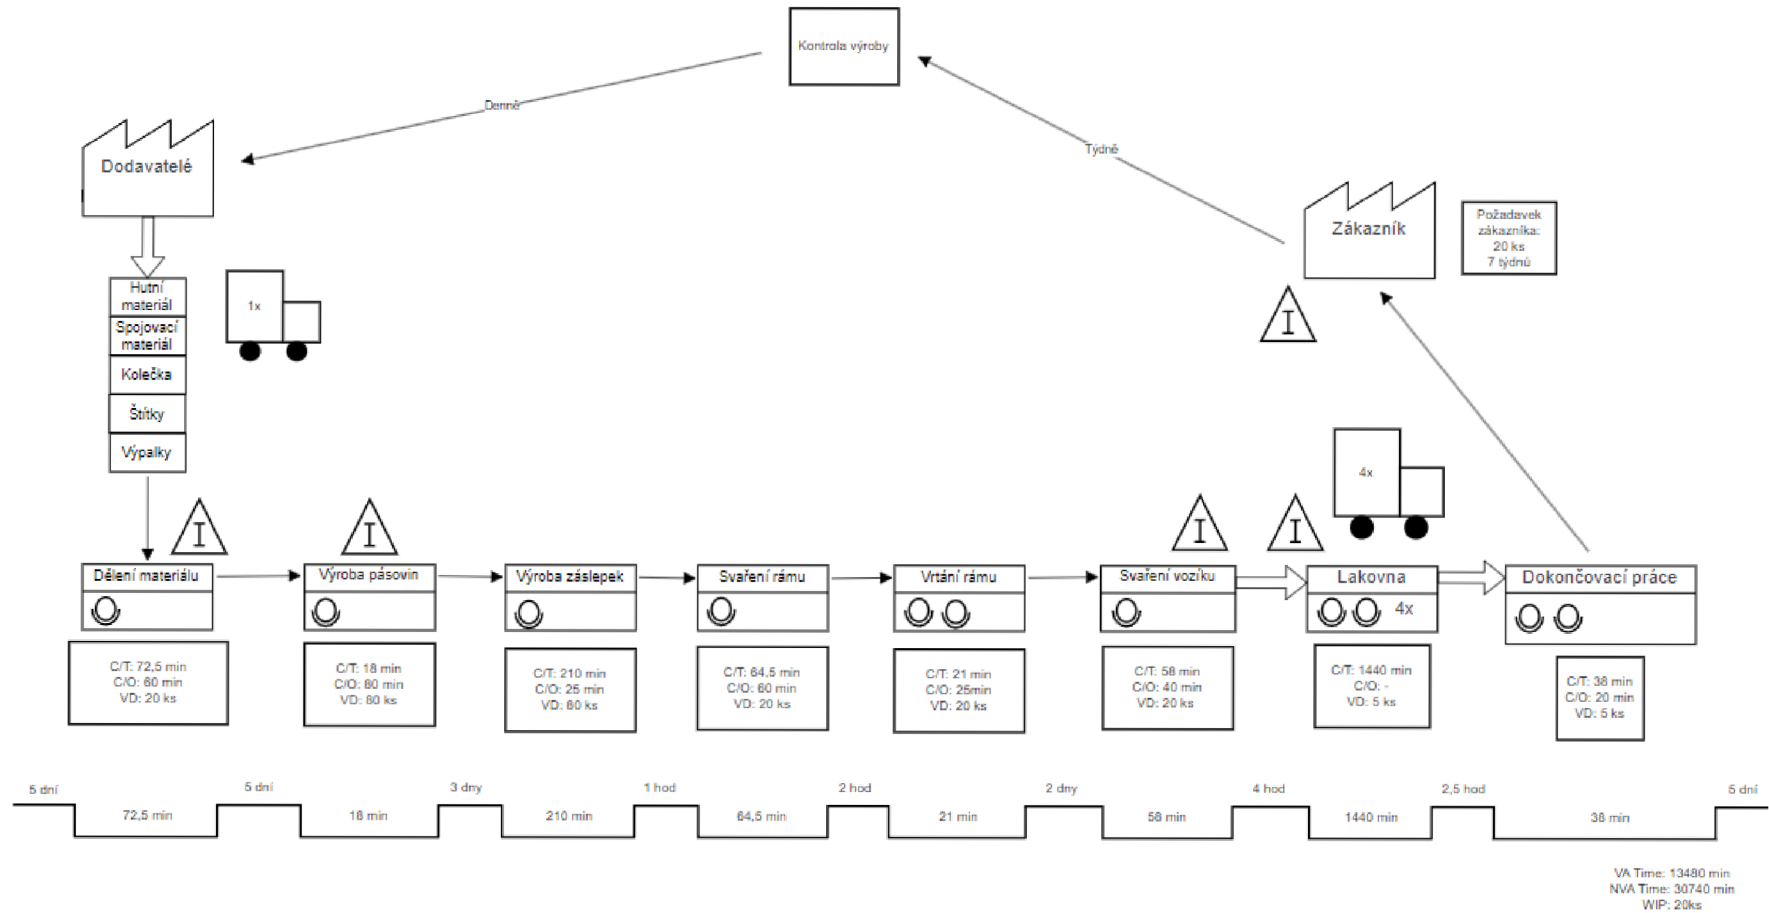 Kontrola výroby
Denně
Týdně
Dodavatelé
Zákazník
Požadavek
zákazníka:
20 ks
7 týdnů
Hutní
materiál
Spojovací
materiál
Kolečka
Štítky
Výpalky
1x
I
4x
I
I
I
I
Dělení materiálu
Výroba pásovin
Výroba záslepek
Svaření rámu
Vrtání rámu
Svaření vozíku
Lakovna
4x
Dokončovací práce
C/T: 72,5 min
C/O: 60 min
VD: 20 ks
C/T: 18 min
C/O: 80 min
VD: 80 ks
C/T: 210 min
C/O: 25 min
VD: 80 ks
C/T: 64,5 min
C/O: 60 min
VD: 20 ks
C/T: 21 min
C/O: 25min
VD: 20 ks
C/T: 58 min
C/O: 40 min
VD: 20 ks
C/T: 1440 min
C/O: -
VD: 5 ks
C/T: 38 min
C/O: 20 min
VD: 5 ks
5 dní
72,5 min
5 dní
18 min
3 dny
210 min
1 hod
64,5 min
2 hod
21 min
2 dny
58 min
4 hod
1440 min
2,5 hod
38 min
5 dní
VA Time: 13480 min
NVA Time: 30740 min
WIP: 20ks